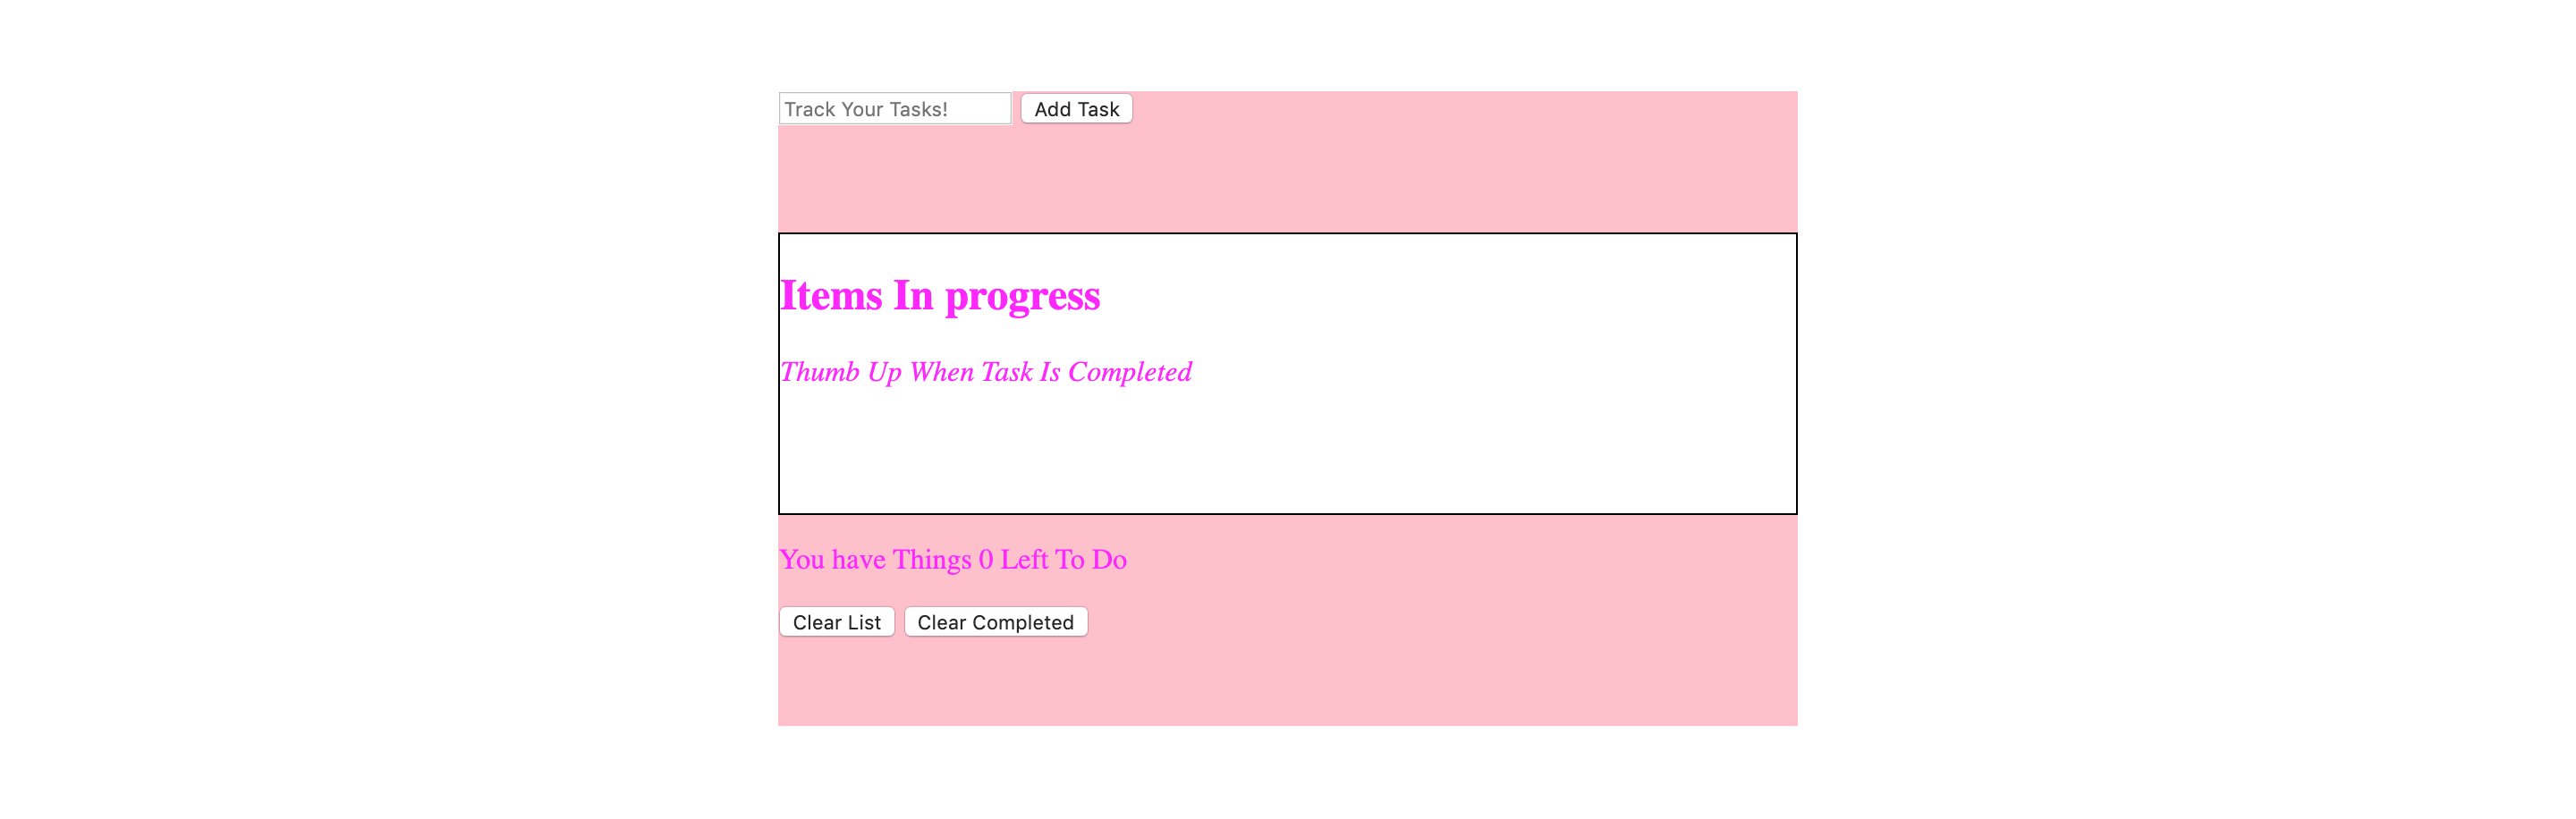 Track Your Tasks! Add Task
Items In progress
Thumb Up When Task Is Completed
You have Things 0 Left To Do
Clear List Clear Completed